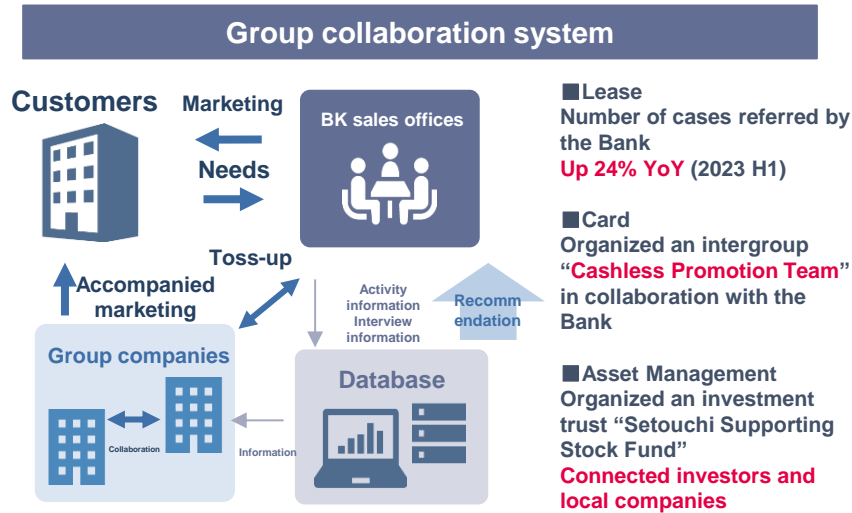 Group collaboration system
Customers
Marketing
Needs
BK sales offices
Toss-up
Accompanied
marketing
Activity
information
Interview
information
Recomm
endation
Group companies
Collaboration
Information
Database
■Lease
Number of cases referred by
the Bank
Up 24% YoY (2023 H1)
■Card
Organized an intergroup
“Cashless Promotion Team”
in collaboration with the
Bank
■Asset Management
Organized an investment
trust “Setouchi Supporting
Stock Fund”
Connected investors and
local companies